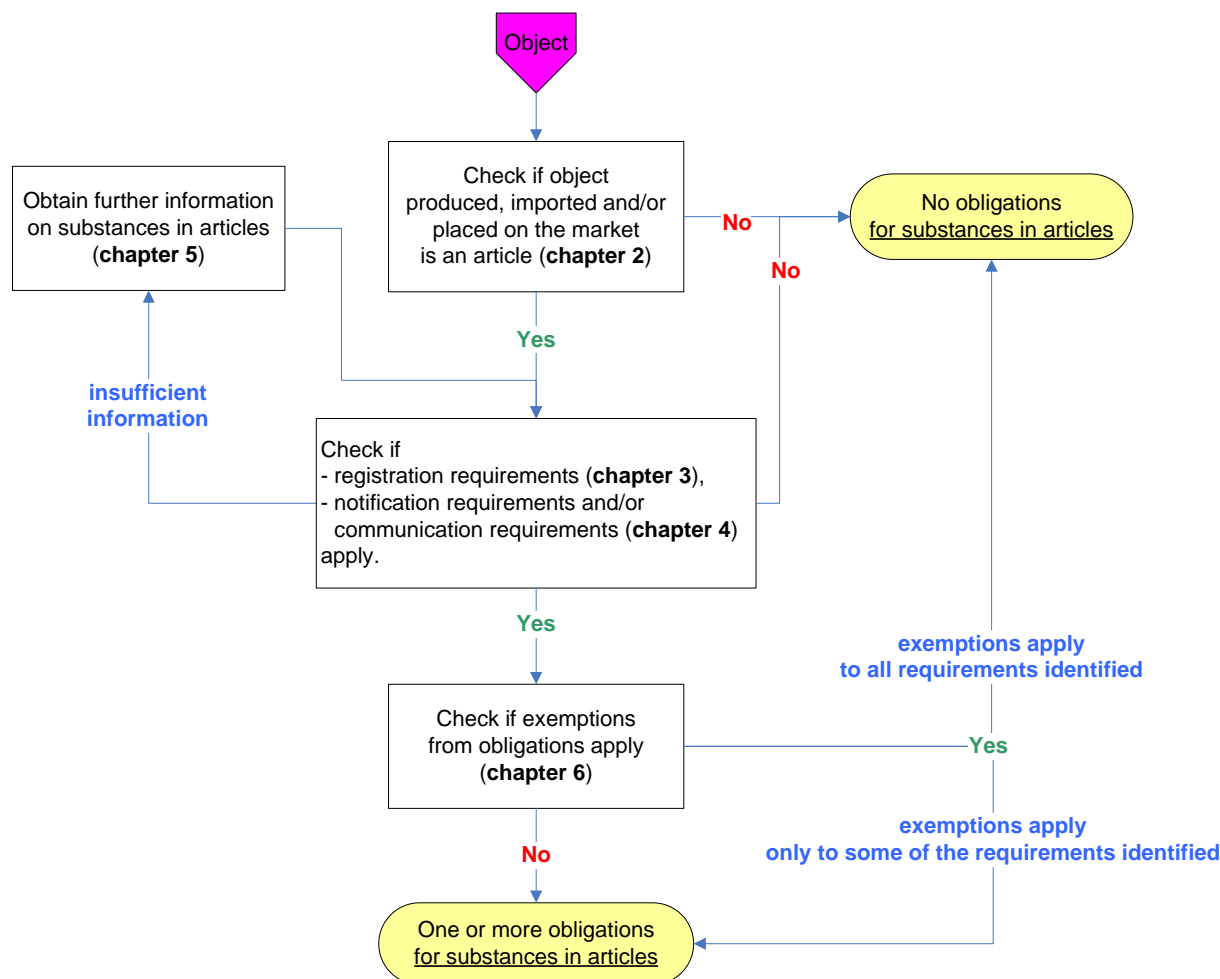 Object
Check if object
produced, imported and/or
placed on the market
is an article (chapter 2)
Obtain further information
on substances in articles
(chapter 5)
No obligations
for substances in articles
No
No
Yes
insufficient
information
Check if
- registration requirements (chapter 3),
- notification requirements and/or
communication requirements (chapter 4)
apply.
Yes
exemptions apply
to all requirements identified
Check if exemptions
from obligations apply
(chapter 6)
Yes
exemptions apply
only to some of the requirements identified
No
One or more obligations
for substances in articles